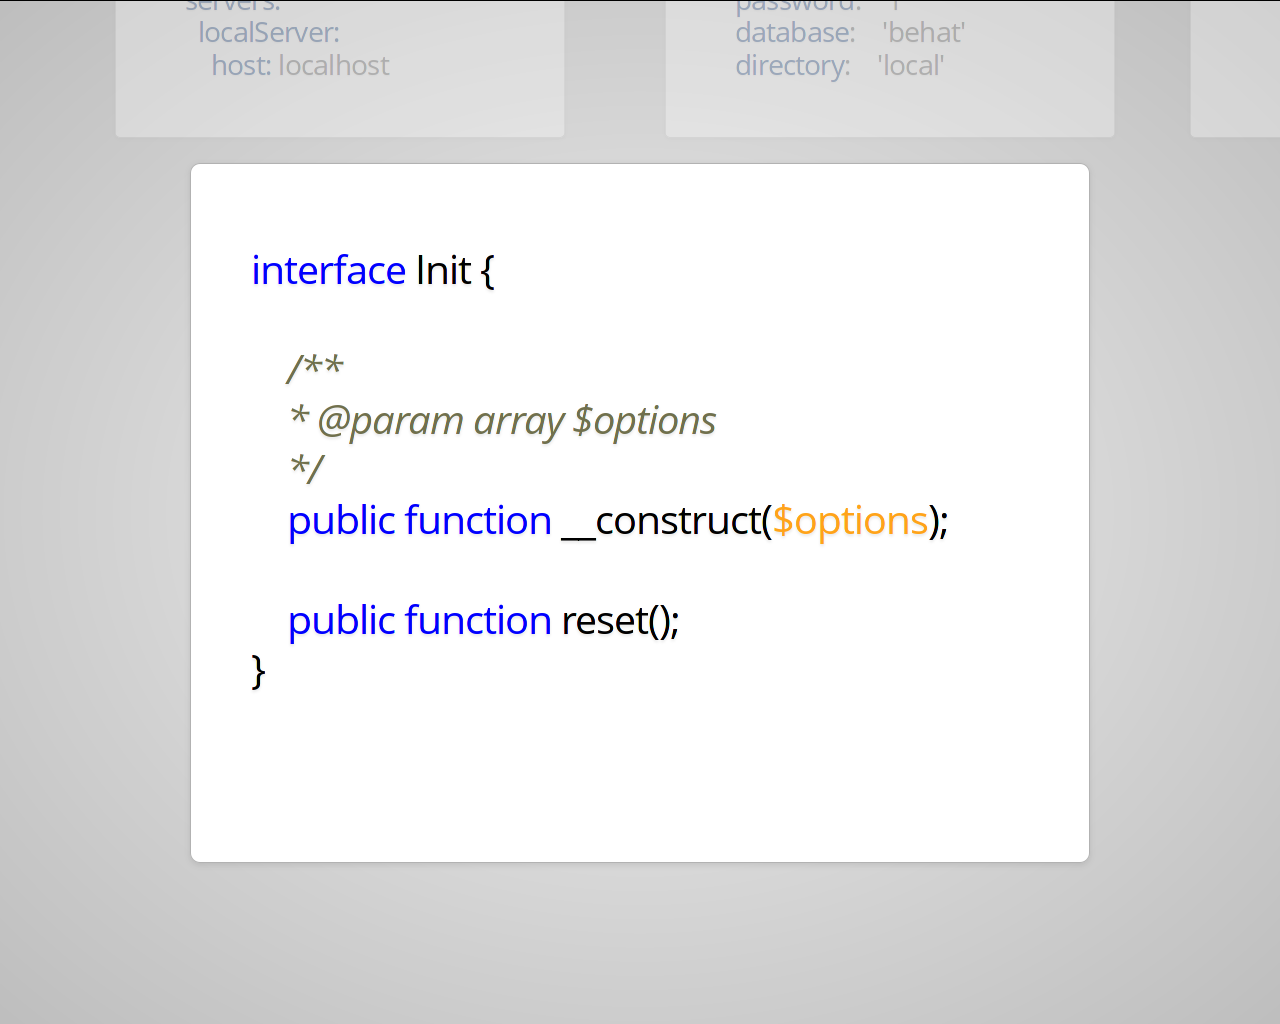 servers:
localServer:
host: localhost
password:
database: 'behat'
directory: 'local'
interface Init {
/**
* @param array $options
*/
public function __construct($options);
public function reset();
}